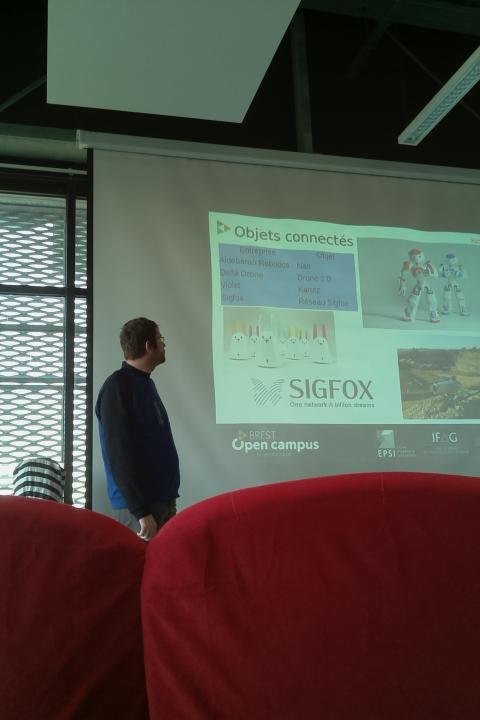 Objets connectés
Entreprise Objet
Aldebaran Robotics Nao
Delta Drone Drone 2.0
Violet Karotz
Sigfox Réseau Sigfox
SIGFOX
One network A billion dreams
BREST
Open campus
EPSI
IFAG